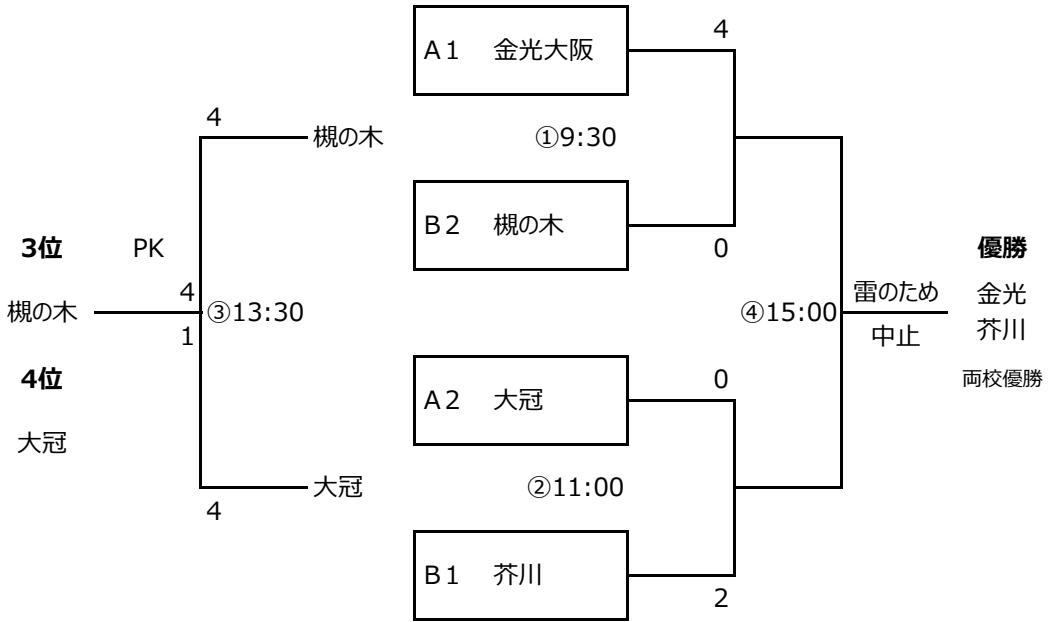 A1 金光大阪
4
4
槻の木
①9:30
B2 槻の木
0
3位
PK
優勝
槻の木
4
1
③13:30
④15:00
雷のため
中止
金光
芥川
両校優勝
4位
大冠
A2 大冠
0
大冠
4
②11:00
B1 芥川
2